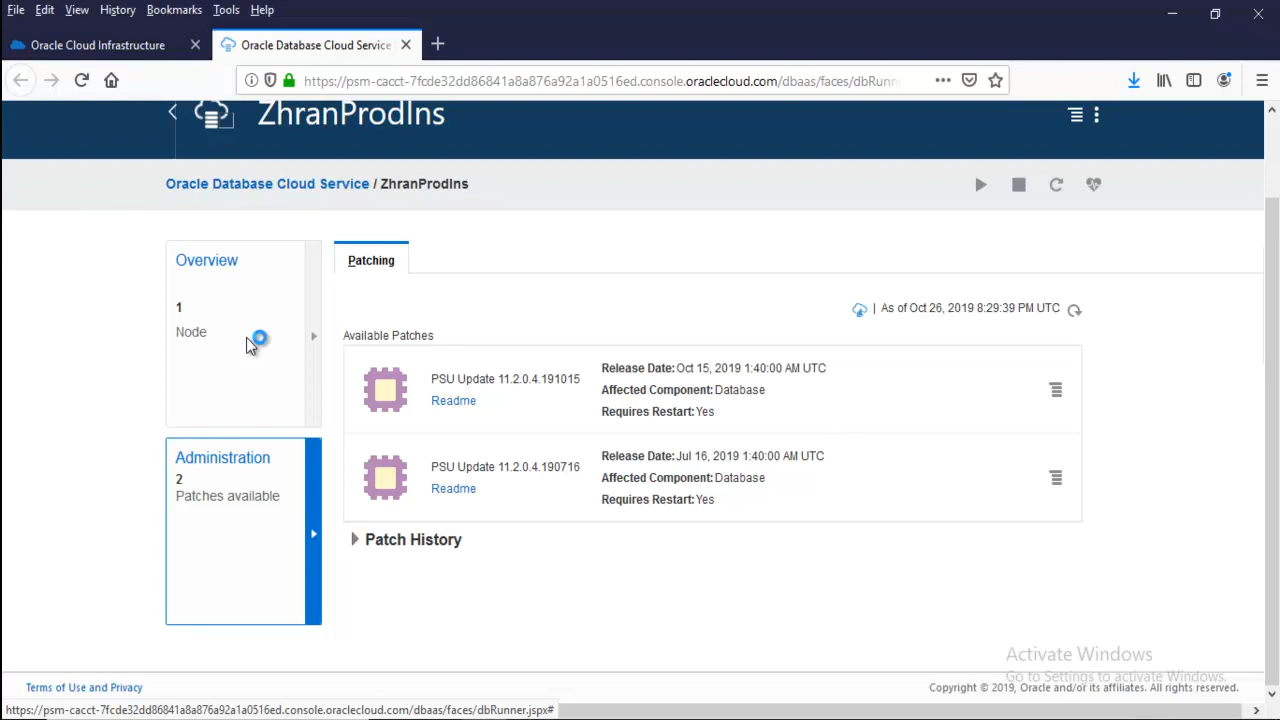 File Edit View History Bookmarks Tools Help
Oracle Cloud Infrastructure
Oracle Database Cloud Service
https://psm-cacct-7fcde32dd86841a8a876a92a1a0516ed.console.oraclecloud.com/dbaas/faces/dbRunne
ZhranProdIns
Oracle Database Cloud Service / ZhranProdIns
Overview
1
Node
Administration
2
Patches available
Patching
| As of Oct 26, 2019 8:29:39 PM UTC
Available Patches
PSU Update 11.2.0.4.191015
Readme
Release Date: Oct 15, 2019 1:40:00 AM UTC
Affected Component: Database
Requires Restart: Yes
PSU Update 11.2.0.4.190716
Readme
Release Date: Jul 16, 2019 1:40:00 AM UTC
Affected Component: Database
Requires Restart: Yes
Patch History
Activate Windows
Go to Settings to activate Windows.
Terms of Use and Privacy
Copyright © 2019, Oracle and/or its affiliates. All rights reserved.
https://psm-cacct-7fcde32dd86841a8a876a92a1a0516ed.console.oraclecloud.com/dbaas/faces/dbRunner.jspx#